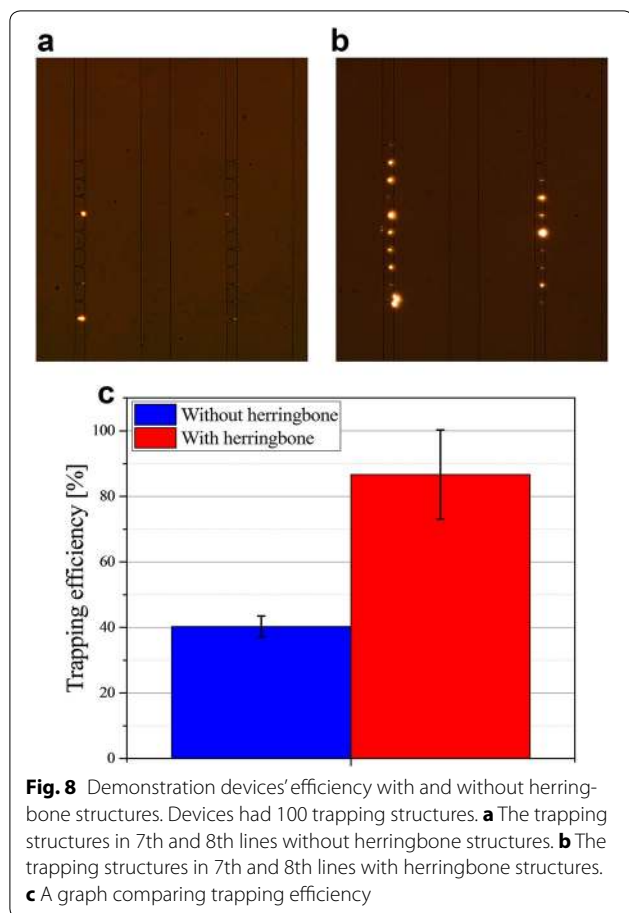 a
b
c
Without herringbone
With herringbone
Trapping efficiency [%]
100
80
60
40
20
0
Fig. 8 Demonstration devices' efficiency with and without herring-
bone structures. Devices had 100 trapping structures. a The trapping
structures in 7th and 8th lines without herringbone structures. b The
trapping structures in 7th and 8th lines with herringbone structures.
c A graph comparing trapping efficiency